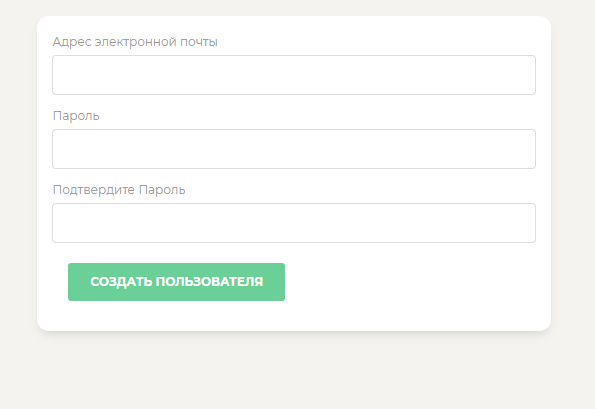 Адрес электронной почты
Пароль
Подтвердите Пароль
СОЗДАТЬ ПОЛЬЗОВАТЕЛЯ